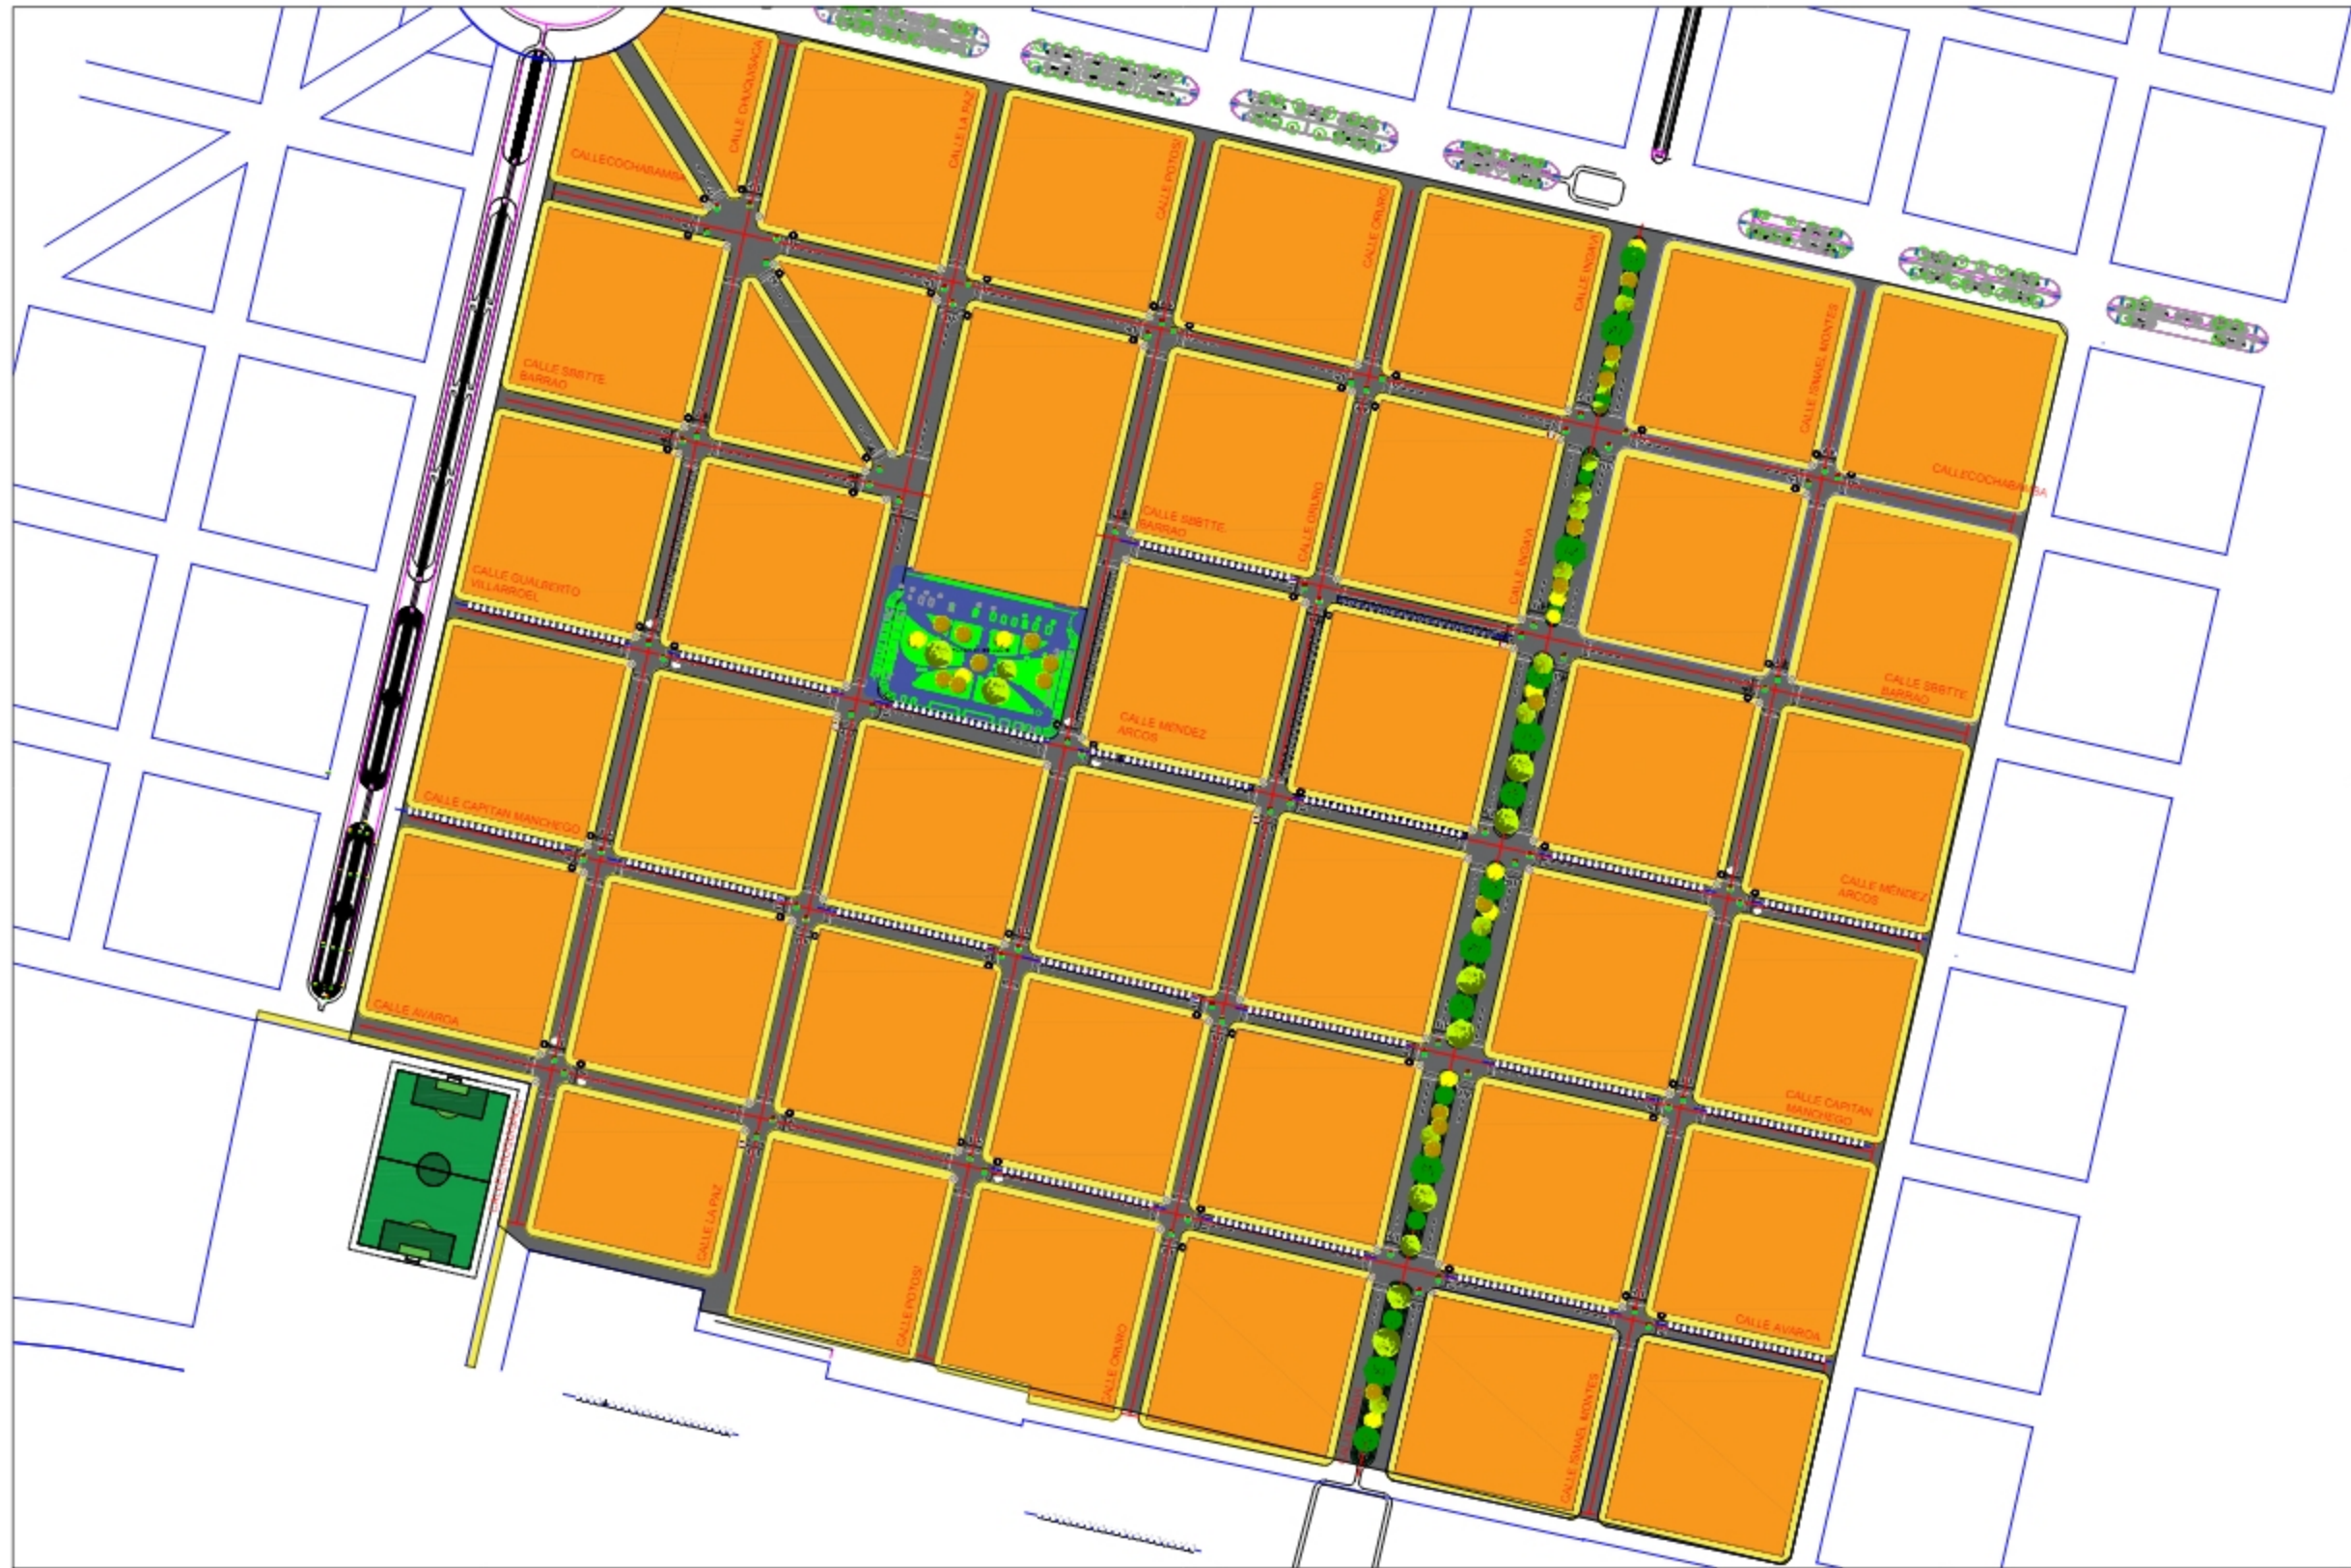 CALLE CHUQUISACA
CALLE LA PAZ
CALLE POTOSI
CALLE ORURO
CALLE INGAVI
CALLE ISMAEL MONTES
CALLECOCHABAMBA
CALLECOCHABAMBA
CALLE SBBTTE.
BARRAO
CALLE SBBTTE.
BARRAO
CALLE ORURO
CALLE INGAVI
CALLE GUALBERTO
VILLARROEL
CALLE SBBTTE.
BARRAO
CALLE MENDEZ
ARCOS
CALLE CAPITAN MANCHEGO
CALLE MENDEZ
ARCOS
CALLE AVAROA
CALLE CAPITAN
MANCHEGO
CALLE LA PAZ
CALLE POTOSI
CALLE ORURO
CALLE AVAROA
CALLE ISMAEL MONTES